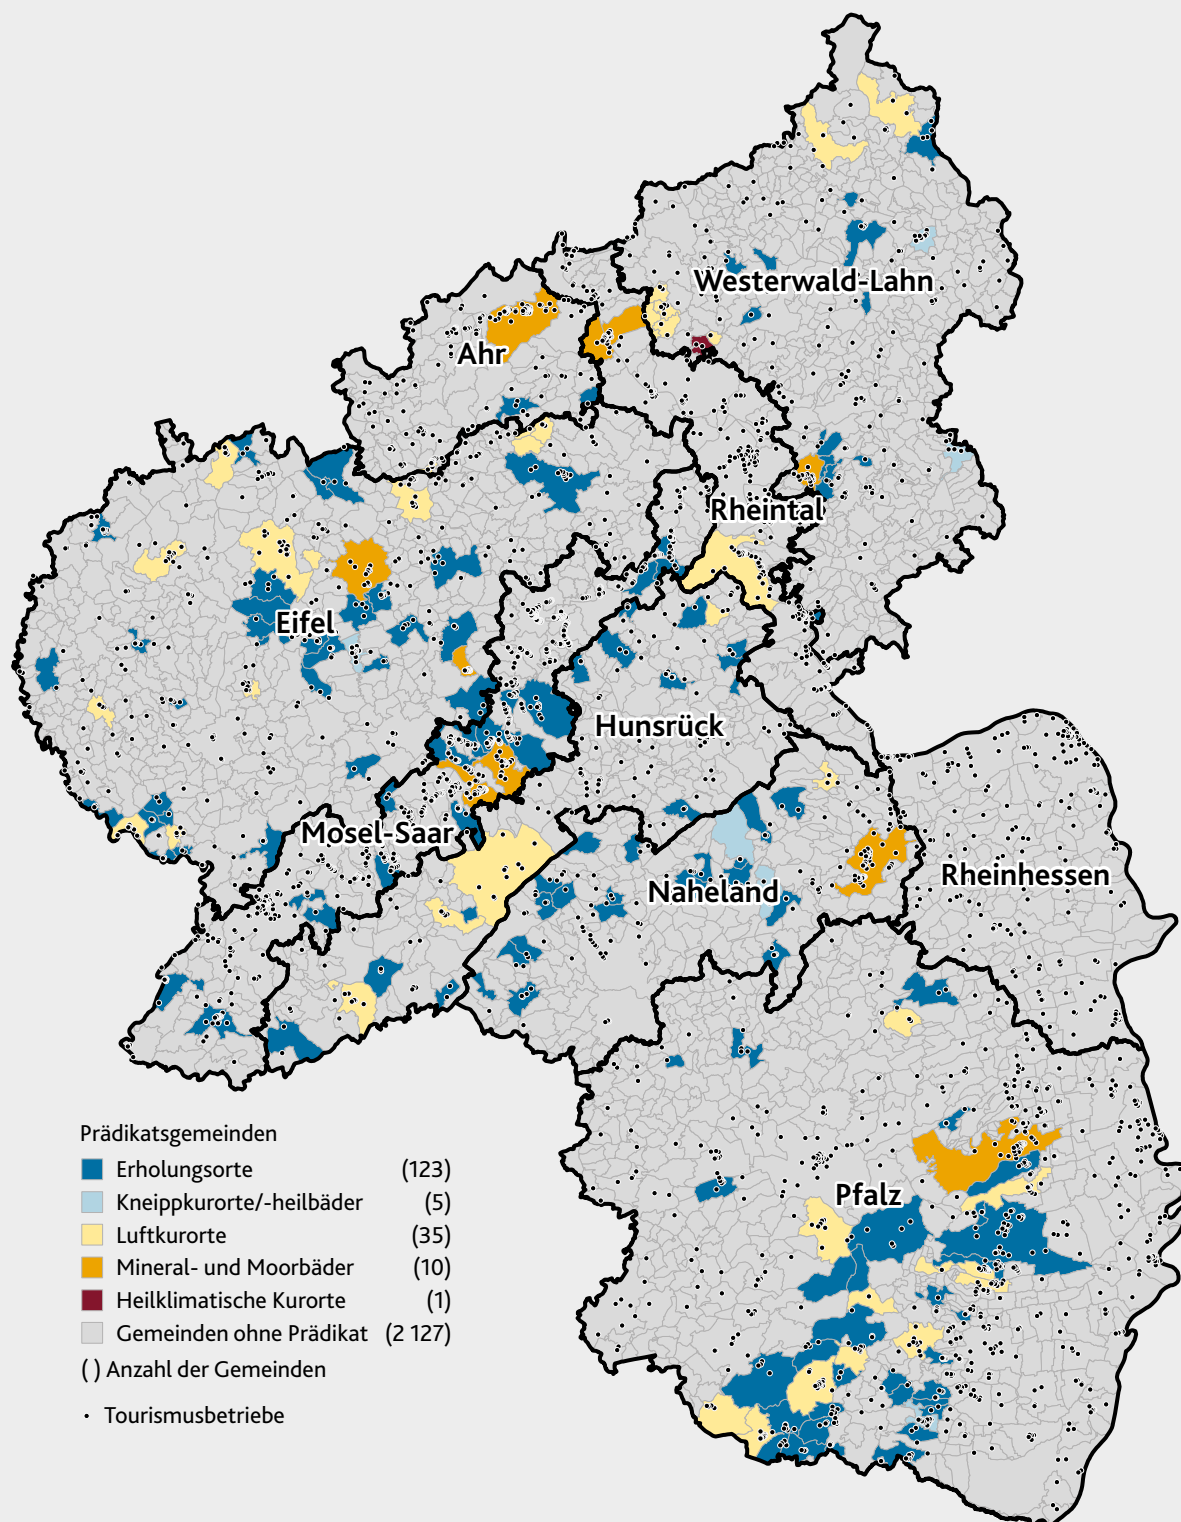 Westerwald-Lahn
Ahr
Rheintal
Eifel
Hunsrück
Mosel-Saar
Naheland
Rheinhessen
Pfalz
Prädikatsgemeinden
Erholungsorte (123)
Kneippkurorte/-heilbäder (5)
Luftkurorte (35)
Mineral- und Moorbäder (10)
Heilklimatische Kurorte (1)
Gemeinden ohne Prädikat (2 127)
( ) Anzahl der Gemeinden
Tourismusbetriebe